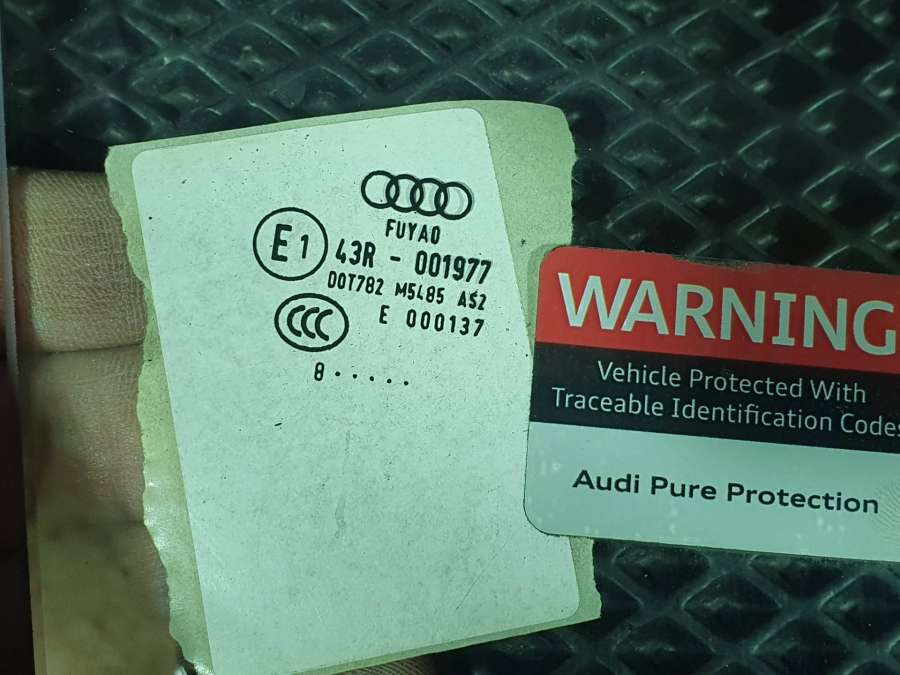 FUYAO
E1 43R - 001977
DOT782 M5485 AS2
CCC E 000137
8 · · · · ·
WARNING
Vehicle Protected With
Traceable Identification Codes
Audi Pure Protection